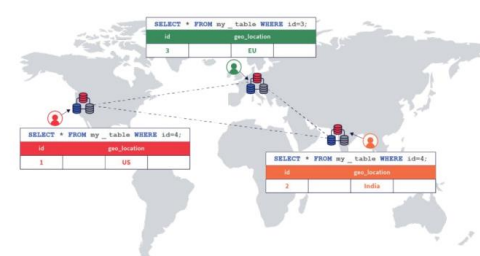 SELECT * FROM my_table WHERE id=3;
id geo_location
3 EU
SELECT * FROM my_table WHERE id=4;
id geo_location
1 US
SELECT * FROM my_table WHERE id=4;
id geo_location
2 India